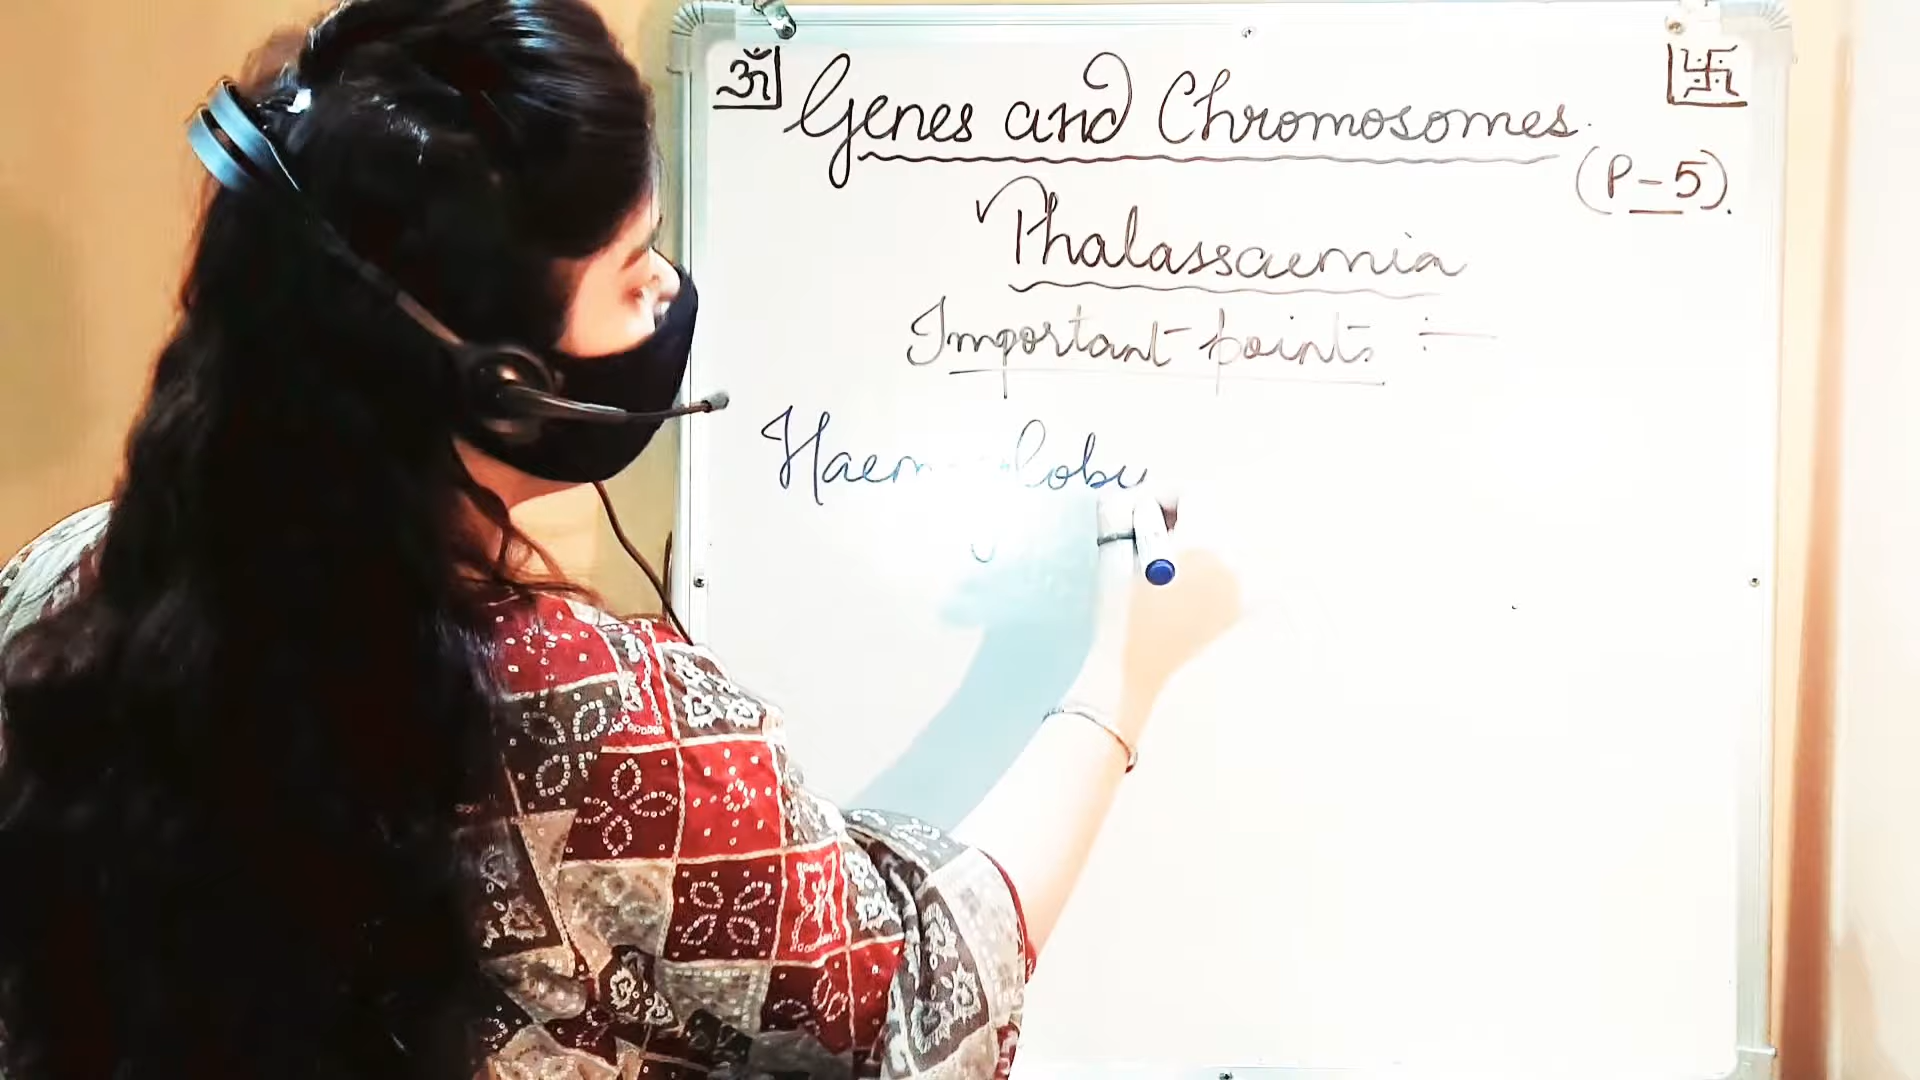 ॐ Genes and Chromosomes. 卐
(P-5).
Thalassaemia
Important points :-